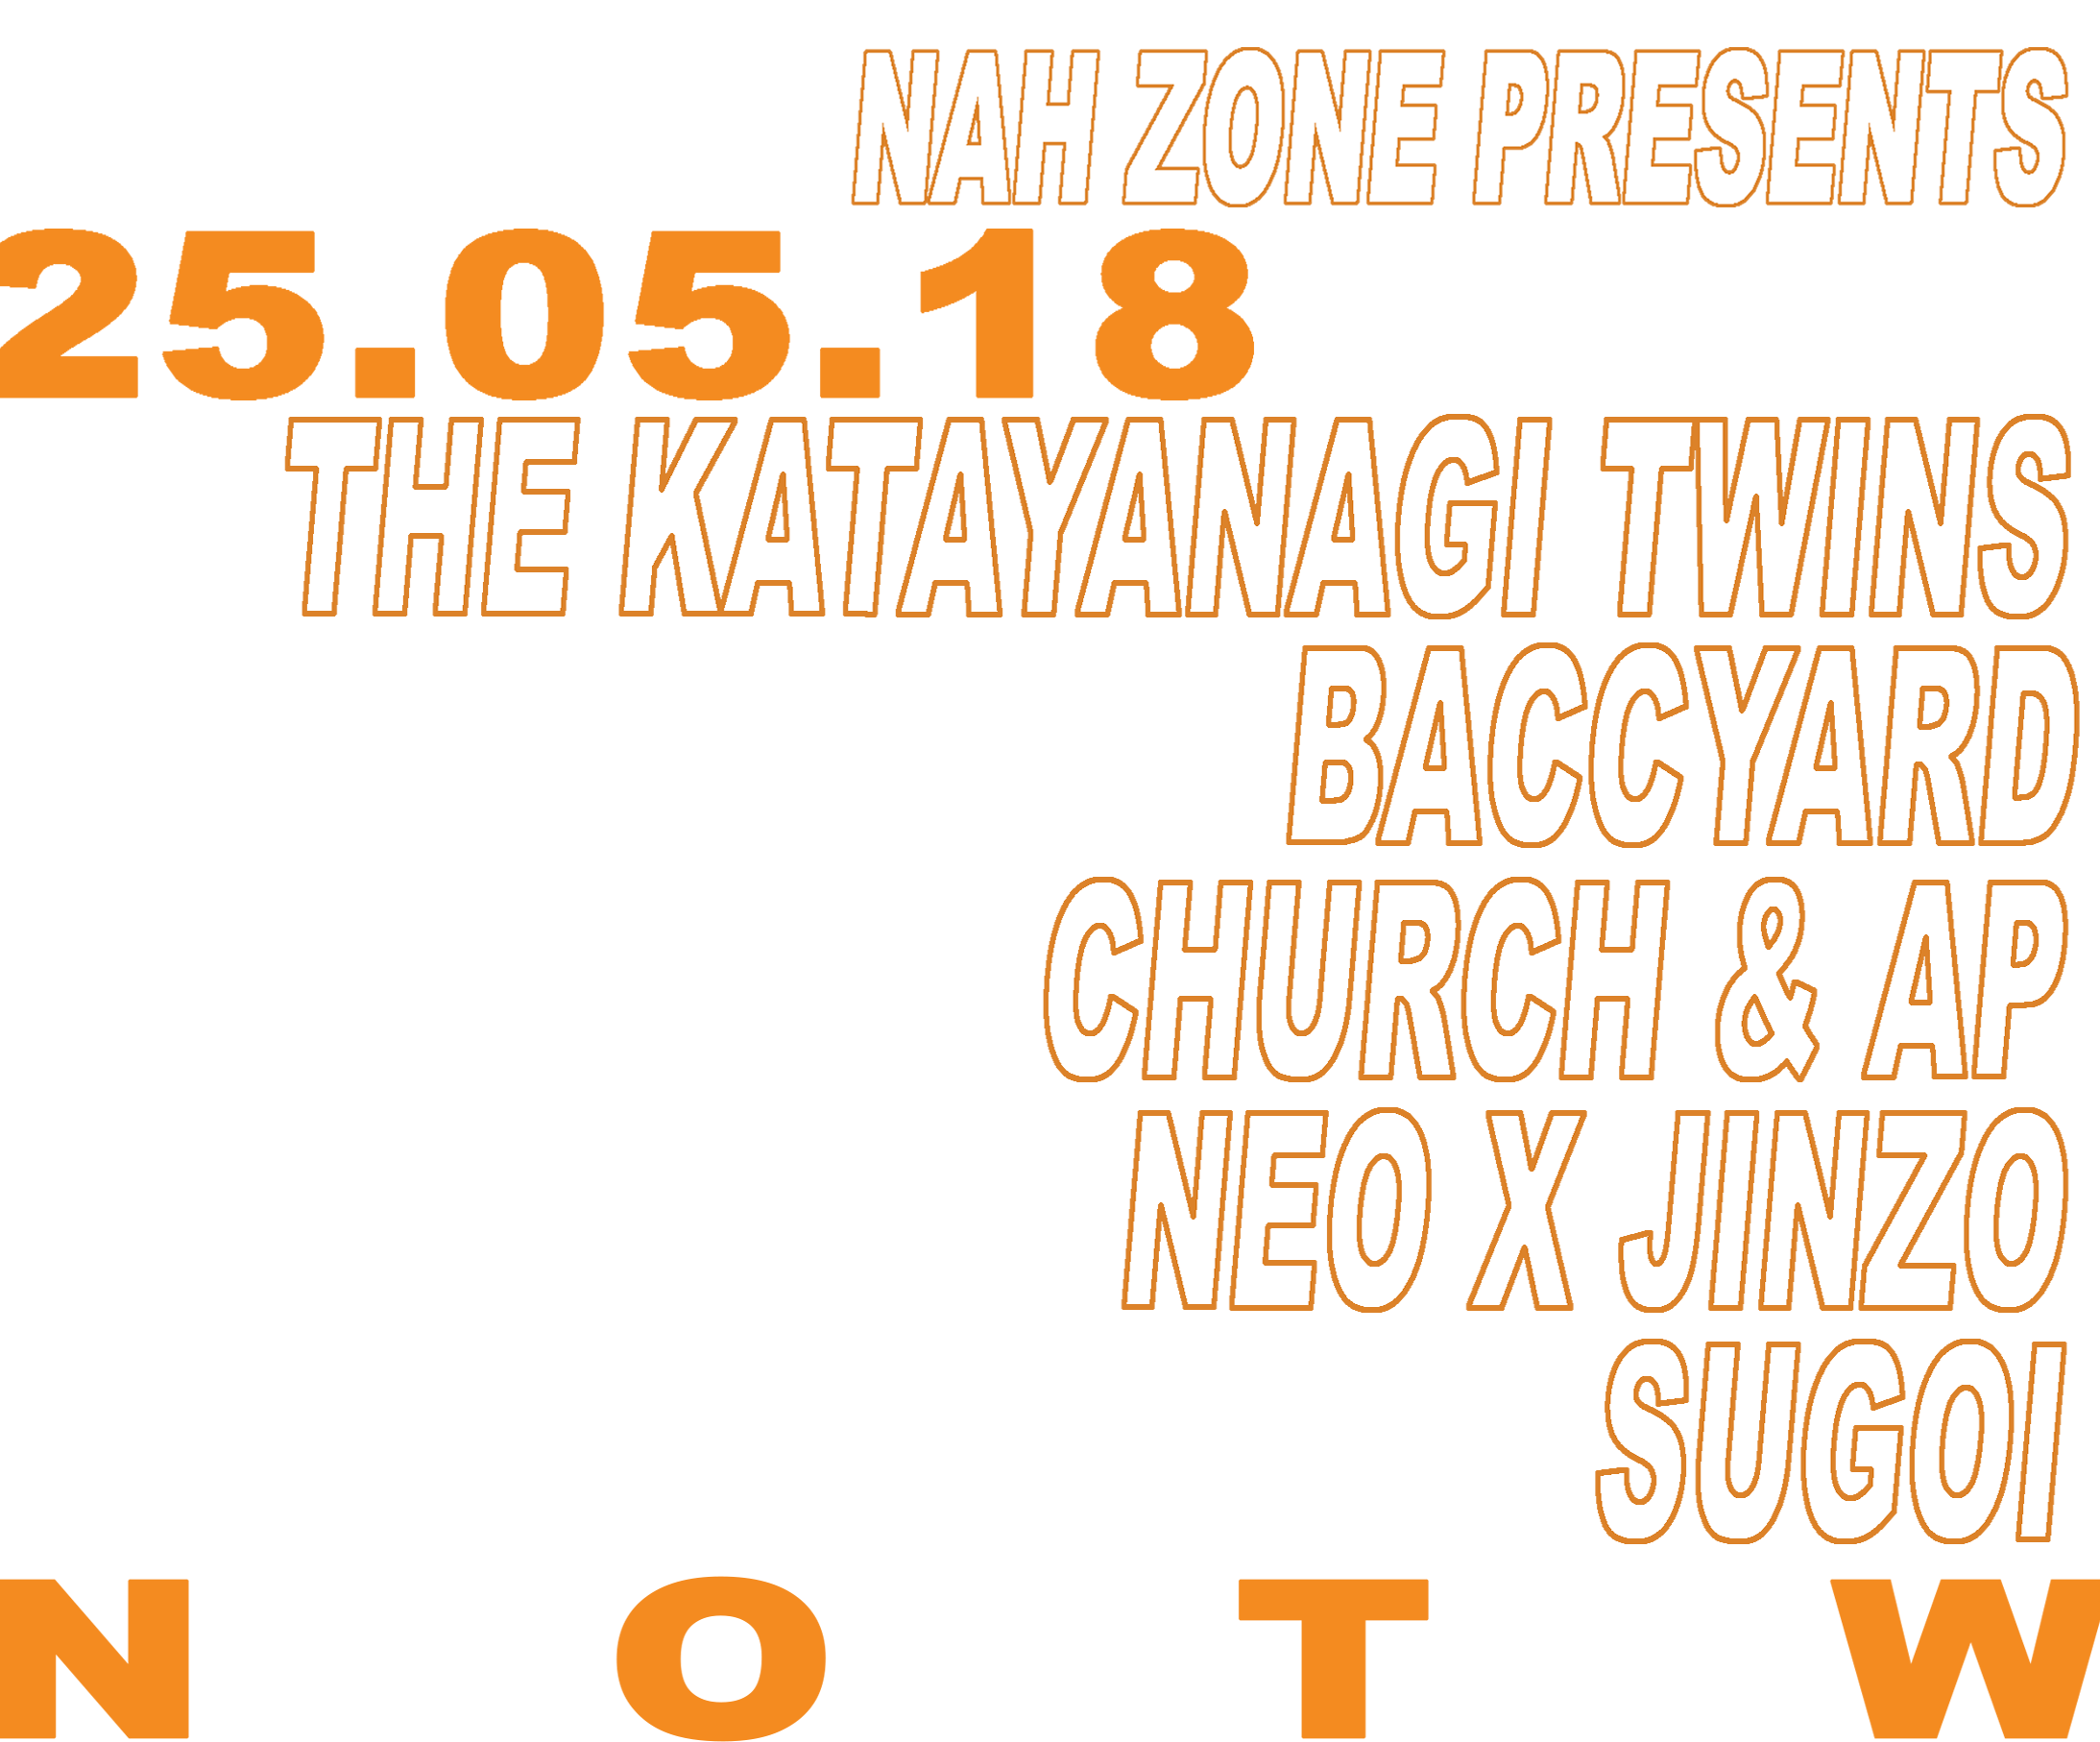 NAH ZONE PRESENTS
25.05.18
THE KATAYANAGI TWINS
BACCYARD
CHURCH & AP
NEO X JINZO
SUGOI
N O T W